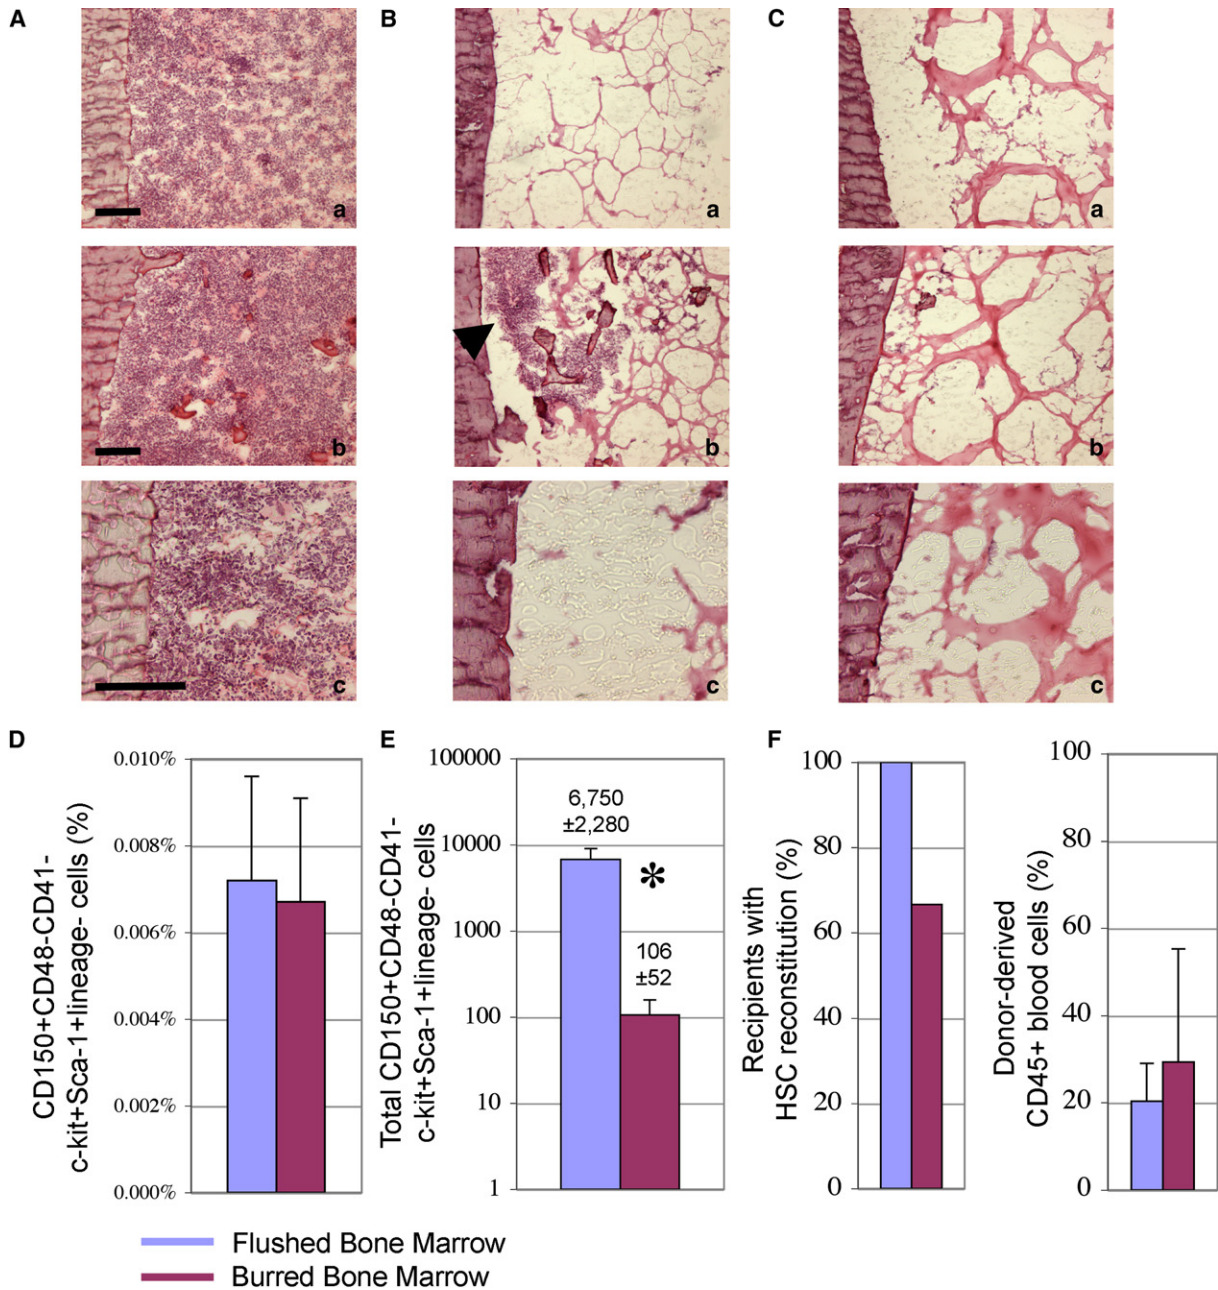 A
B
C
a
a
a
b
b
b
c
c
c
D
CD150+CD48-CD41-
c-kit+Sca-1+lineage- cells (%)
0.010%
0.008%
0.006%
0.004%
0.002%
0.000%
E
Total CD150+CD48-CD41-
c-kit+Sca-1+lineage- cells
100000
10000
1000
100
10
1
6,750
±2,280
*
106
±52
F
Recipients with
HSC reconstitution (%)
100
80
60
40
20
0
Donor-derived
CD45+ blood cells (%)
100
80
60
40
20
0
Flushed Bone Marrow
Burred Bone Marrow